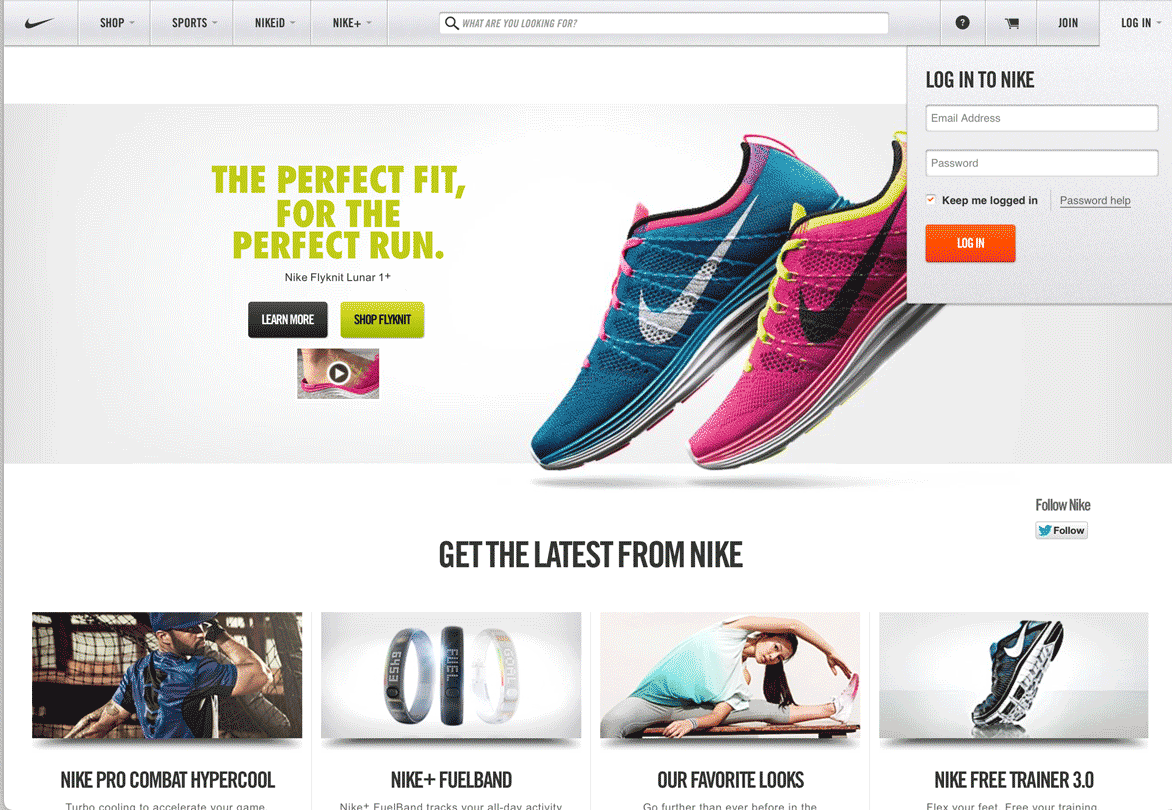 SHOP
SPORTS
NIKEiD
NIKE+
WHAT ARE YOU LOOKING FOR?
?
JOIN
LOG IN
LOG IN TO NIKE
Email Address
Password
Keep me logged in
Password help
LOG IN
THE PERFECT FIT,
FOR THE
PERFECT RUN.
Nike Flyknit Lunar 1+
LEARN MORE
SHOP FLYKNIT
Follow Nike
Follow
GET THE LATEST FROM NIKE
9453
FUEL
GOAL
NIKE PRO COMBAT HYPERCOOL
NIKE+ FUELBAND
OUR FAVORITE LOOKS
NIKE FREE TRAINER 3.0
Turbo cooling to accelerate your game
Nike+ FuelBand tracks your all-day activity
Go further than ever before in the
Flex your feet. Free your training